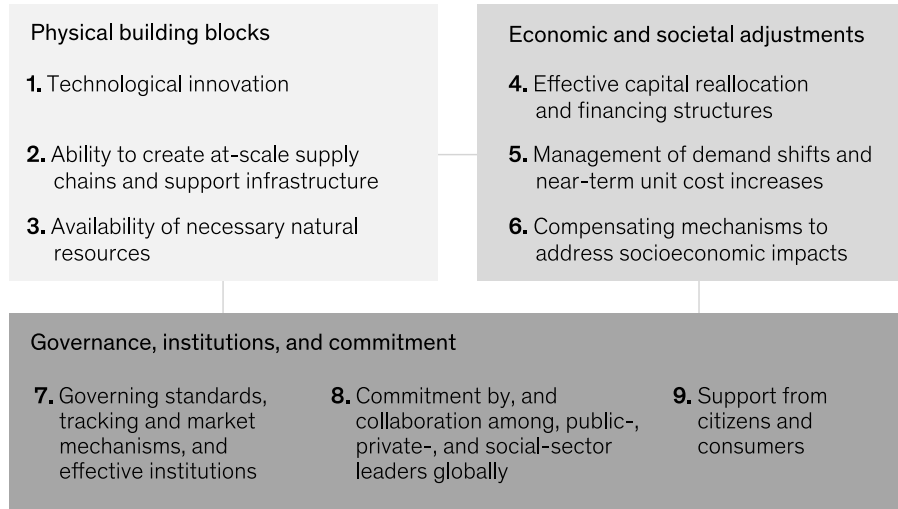 Physical building blocks
1. Technological innovation
2. Ability to create at-scale supply
chains and support infrastructure
3. Availability of necessary natural
resources
Economic and societal adjustments
4. Effective capital reallocation
and financing structures
5. Management of demand shifts and
near-term unit cost increases
6. Compensating mechanisms to
address socioeconomic impacts
Governance, institutions, and commitment
7. Governing standards,
tracking and market
mechanisms, and
effective institutions
8. Commitment by, and
collaboration among, public-,
private-, and social-sector
leaders globally
9. Support from
citizens and
consumers